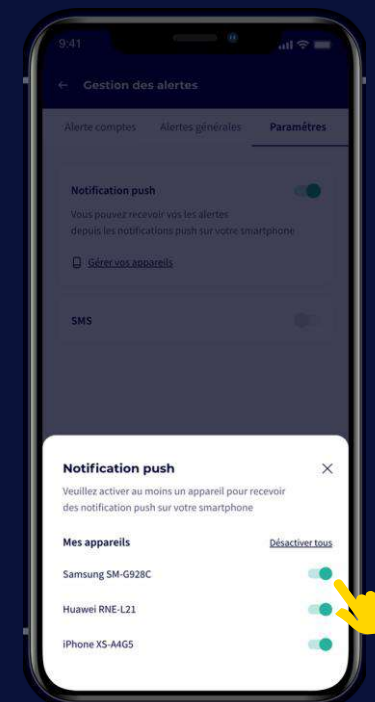 9:41
Gestion des alertes
Alerte comptes Alertes générales Paramètres
Notification push
Vous pouvez recevoir vos les alertes
depuis les notifications push sur votre smartphone
Gérer vos appareils
SMS
Notification push
Veuillez activer au moins un appareil pour recevoir
des notification push sur votre smartphone
Mes appareils Désactiver tous
Samsung SM-G928C
Huawei RNE-L21
iPhone XS-A4G5